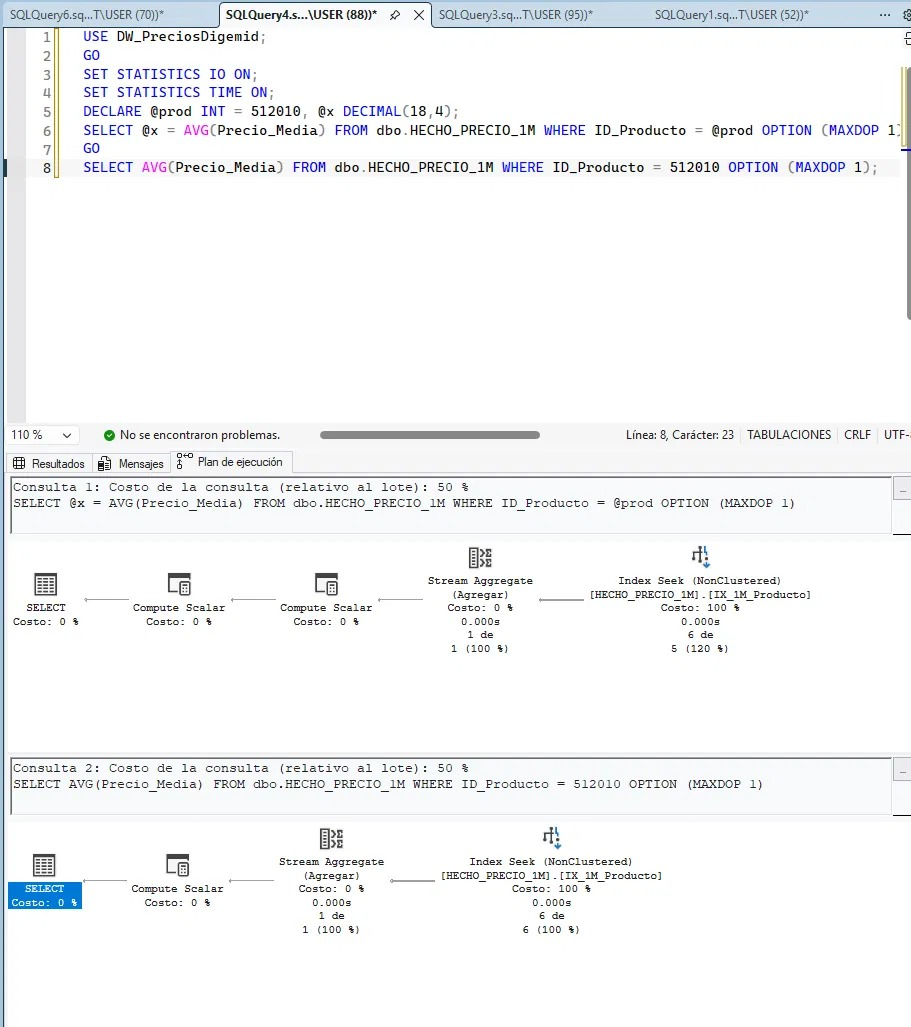 SQLQuery6.sq...T\USER (70))*
SQLQuery4.s...\USER (88))*
SQLQuery3.sq...T\USER (95))*
SQLQuery1.sq...T\USER (52))*
1 USE DW_PreciosDigemid;
2 GO
3 SET STATISTICS IO ON;
4 SET STATISTICS TIME ON;
5 DECLARE @prod INT = 512010, @x DECIMAL(18,4);
6 SELECT @x = AVG(Precio_Media) FROM dbo.HECHO_PRECIO_1M WHERE ID_Producto = @prod OPTION (MAXDOP 1)
7 GO
8 SELECT AVG(Precio_Media) FROM dbo.HECHO_PRECIO_1M WHERE ID_Producto = 512010 OPTION (MAXDOP 1);
110 %
No se encontraron problemas.
Línea: 8, Carácter: 23
TABULACIONES
CRLF
UTF-8
Resultados
Mensajes
Plan de ejecución
Consulta 1: Costo de la consulta (relativo al lote): 50 %
SELECT @x = AVG(Precio_Media) FROM dbo.HECHO_PRECIO_1M WHERE ID_Producto = @prod OPTION (MAXDOP 1)
...
SELECT
Costo: 0 %
Compute Scalar
Costo: 0 %
Compute Scalar
Costo: 0 %
Stream Aggregate
(Agregar)
Costo: 0 %
0.000s
1 de
1 (100 %)
Index Seek (NonClustered)
[HECHO_PRECIO_1M].[IX_1M_Producto]
Costo: 100 %
0.000s
6 de
5 (120 %)
Consulta 2: Costo de la consulta (relativo al lote): 50 %
SELECT AVG(Precio_Media) FROM dbo.HECHO_PRECIO_1M WHERE ID_Producto = 512010 OPTION (MAXDOP 1)
...
SELECT
Costo: 0 %
Compute Scalar
Costo: 0 %
Stream Aggregate
(Agregar)
Costo: 0 %
0.000s
1 de
1 (100 %)
Index Seek (NonClustered)
[HECHO_PRECIO_1M].[IX_1M_Producto]
Costo: 100 %
0.000s
6 de
6 (100 %)